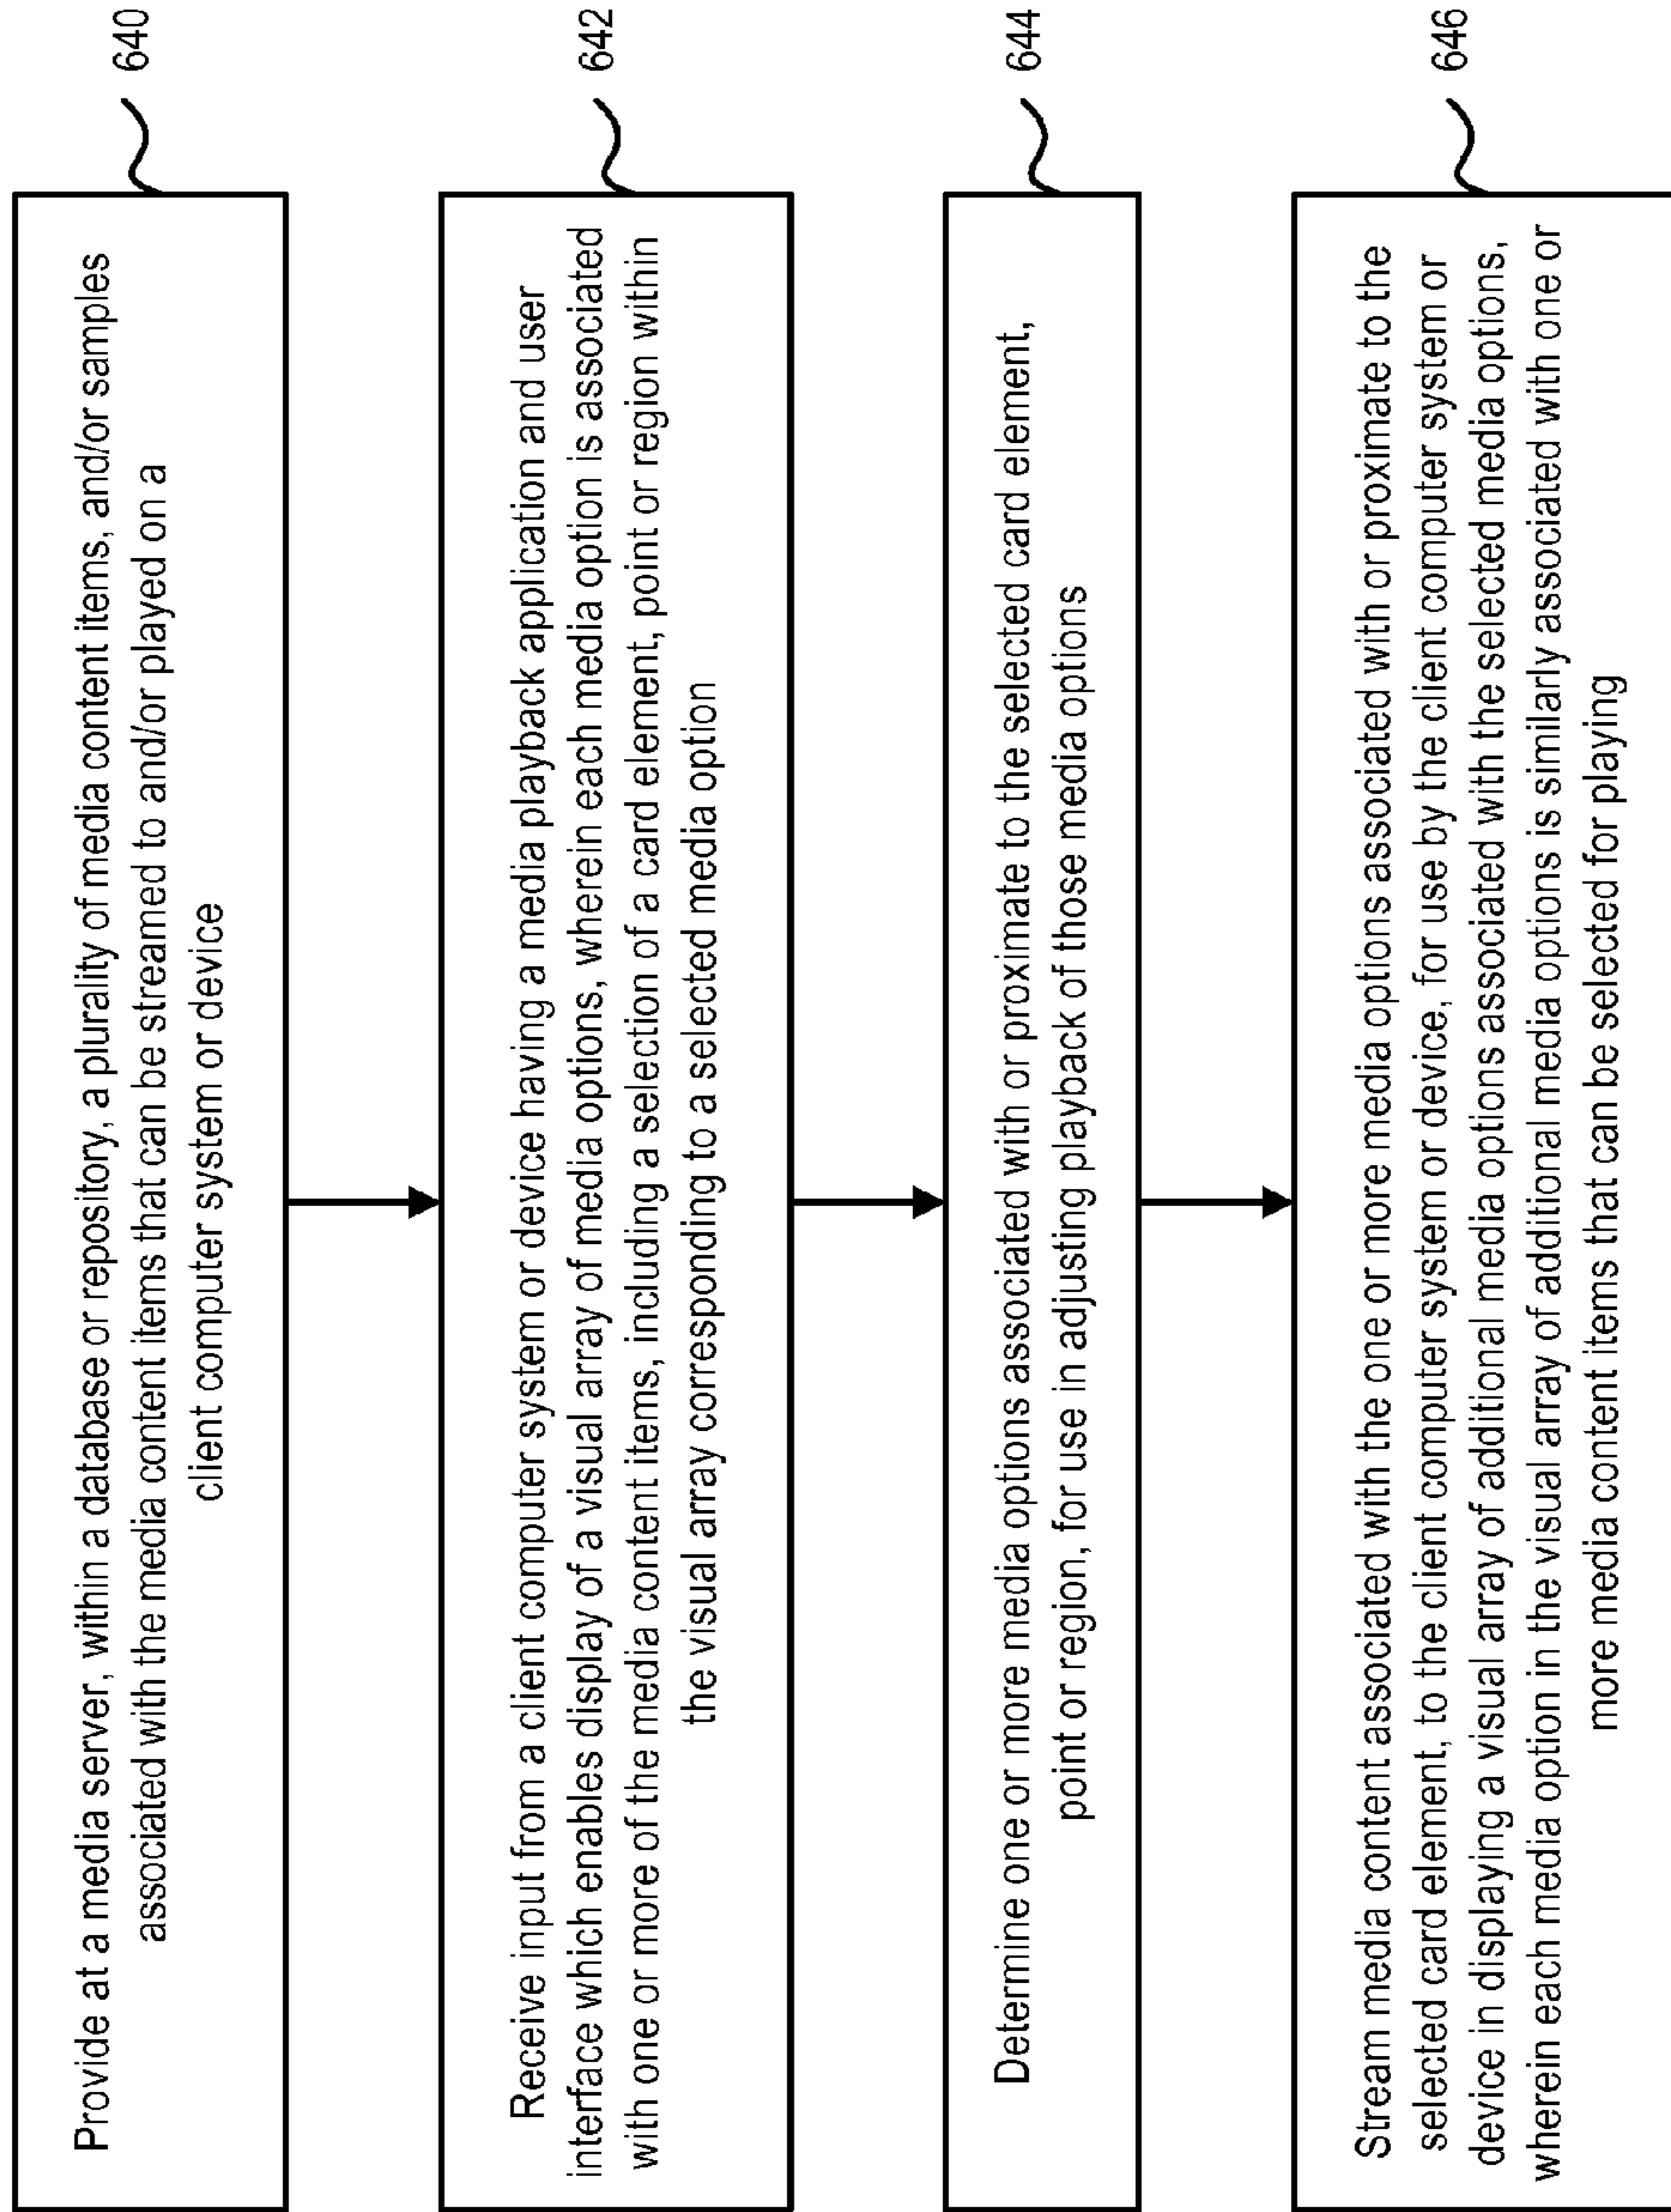 Provide at a media server, within a database or repository, a plurality of media content items, and/or samples
associated with the media content items that can be streamed to and/or played on a
client computer system or device
640
Receive input from a client computer system or device having a media playback application and user
interface which enables display of a visual array of media options, wherein each media option is associated
with one or more of the media content items, including a selection of a card element, point or region within
the visual array corresponding to a selected media option
642
Determine one or more media options associated with or proximate to the selected card element,
point or region, for use in adjusting playback of those media options
644
Stream media content associated with the one or more media options associated with or proximate to the
selected card element, to the client computer system or device, for use by the client computer system or
device in displaying a visual array of additional media options associated with the selected media options,
wherein each media option in the visual array of additional media options is similarly associated with one or
more media content items that can be selected for playing
646